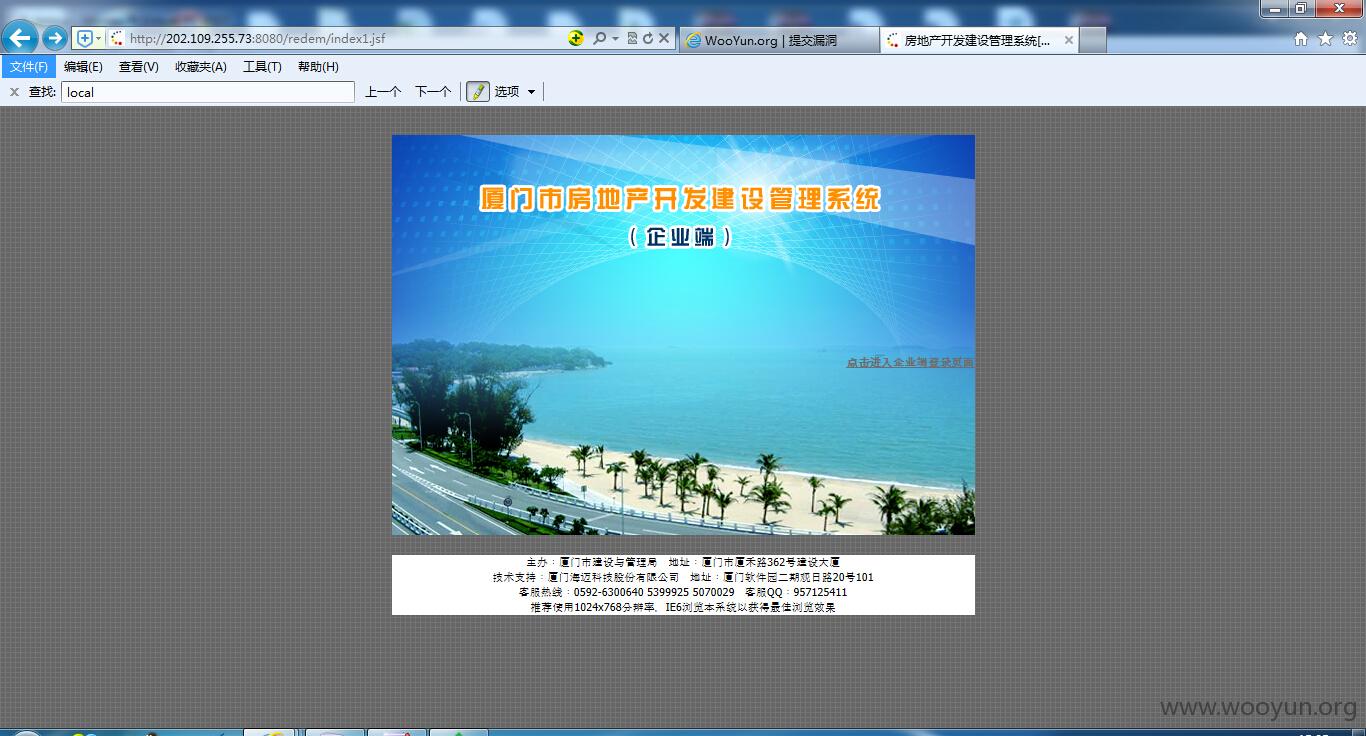 http://202.109.255.73:8080/redem/index1.jsf
WooYun.org | 提交漏洞
房地产开发建设管理系统[...
文件(F) 编辑(E) 查看(V) 收藏夹(A) 工具(T) 帮助(H)
查找: local 上一个 下一个 选项
厦门市房地产开发建设管理系统
(企业端)
点击进入企业端登录页面
主办：厦门市建设与管理局 地址：厦门市厦禾路362号建设大厦
技术支持：厦门海迈科技股份有限公司 地址：厦门软件园二期观日路20号101
客服热线：0592-6300640 5399925 5070029 客服QQ：957125411
推荐使用1024x768分辨率，IE6浏览本系统以获得最佳浏览效果
www.wooyun.org